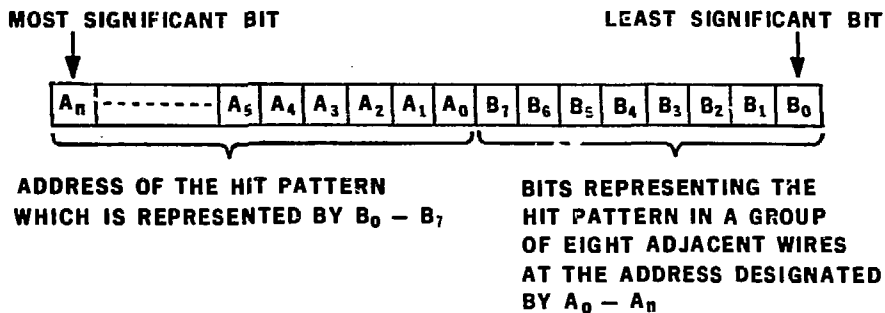 MOST SIGNIFICANT BIT
LEAST SIGNIFICANT BIT
Aₙ -------- A₅ A₄ A₃ A₂ A₁ A₀ B₇ B₆ B₅ B₄ B₃ B₂ B₁ B₀
ADDRESS OF THE HIT PATTERN
WHICH IS REPRESENTED BY B₀ – B₇
BITS REPRESENTING THE
HIT PATTERN IN A GROUP
OF EIGHT ADJACENT WIRES
AT THE ADDRESS DESIGNATED
BY A₀ – Aₙ